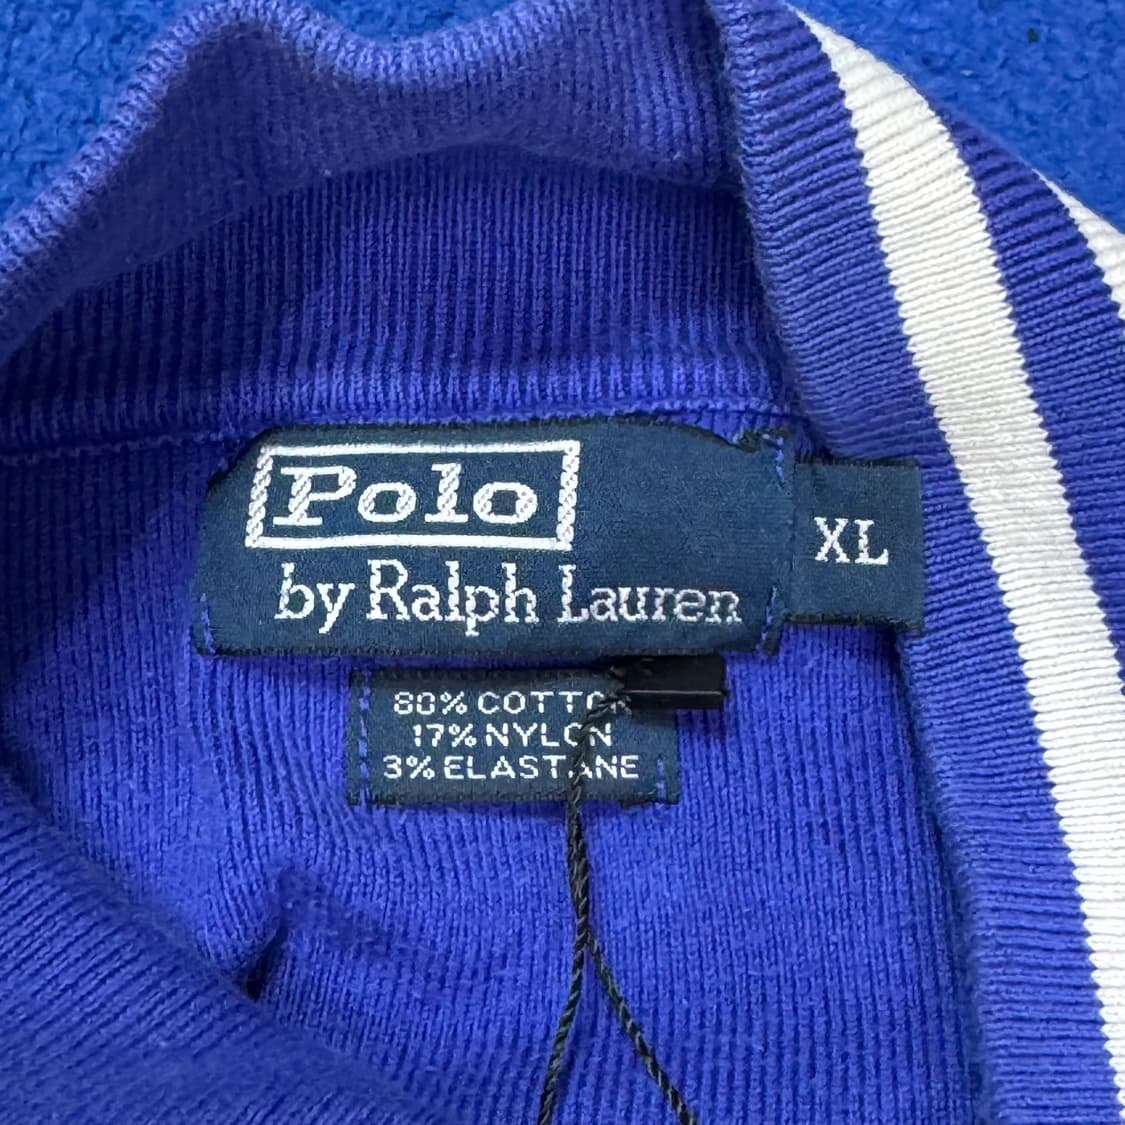 Polo
by Ralph Lauren
XL
80% COTTON
17% NYLON
3% ELASTANE